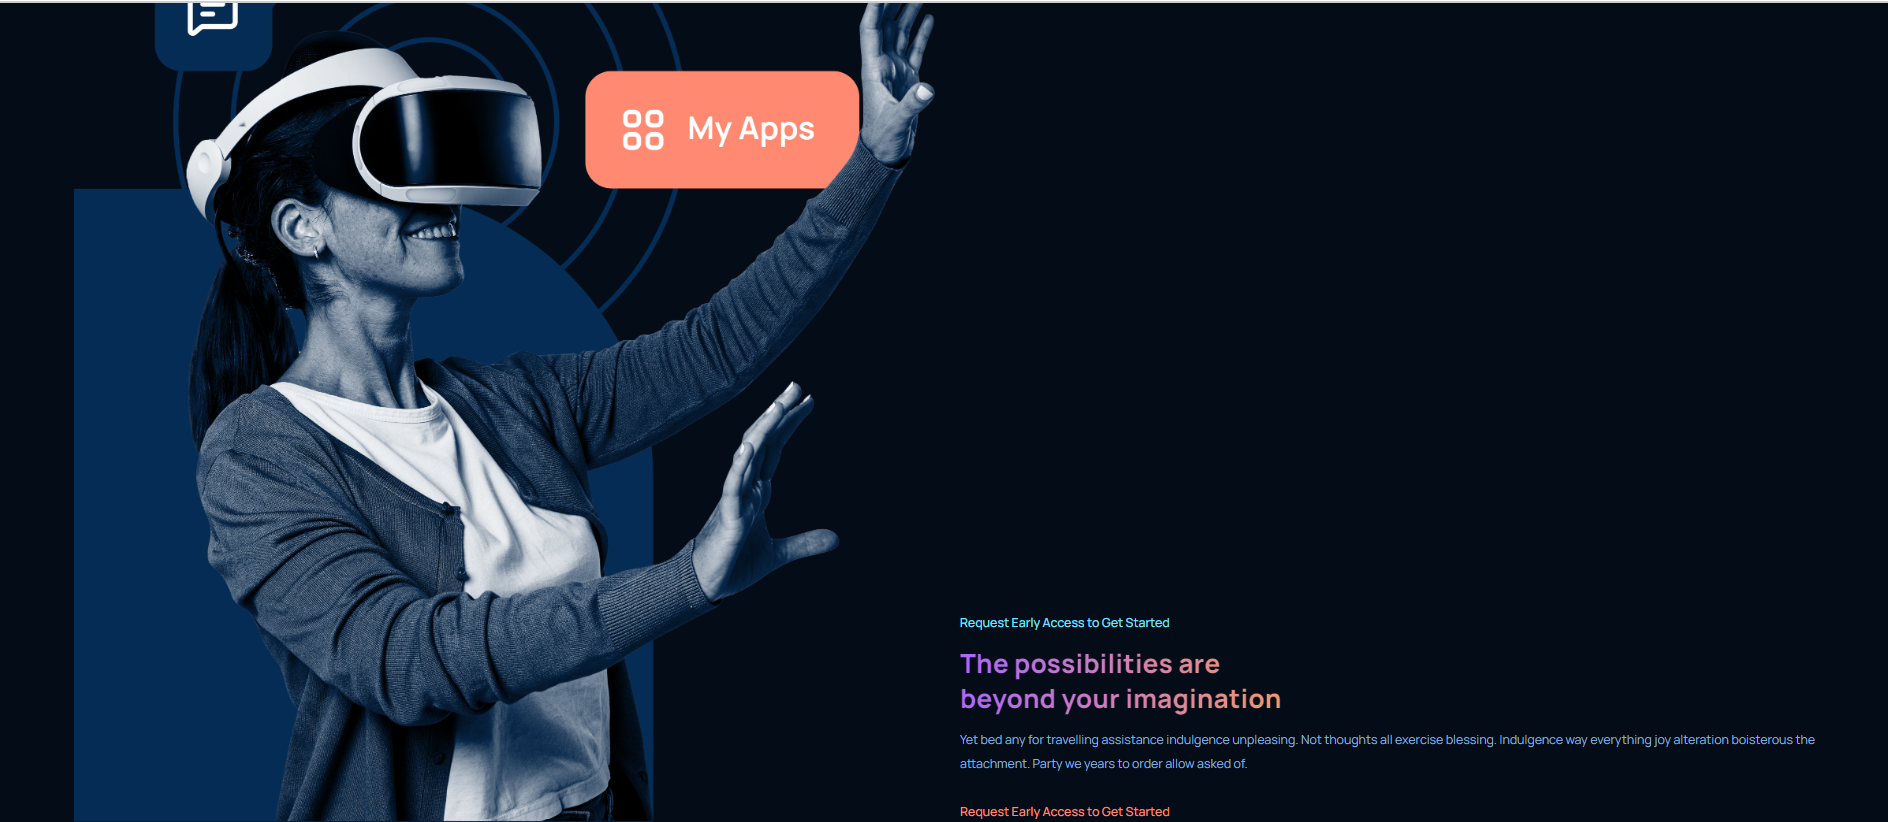 My Apps
Request Early Access to Get Started
The possibilities are
beyond your imagination
Yet bed any for travelling assistance indulgence unpleasing. Not thoughts all exercise blessing. Indulgence way everything joy alteration boisterous the
attachment. Party we years to order allow asked of.
Request Early Access to Get Started